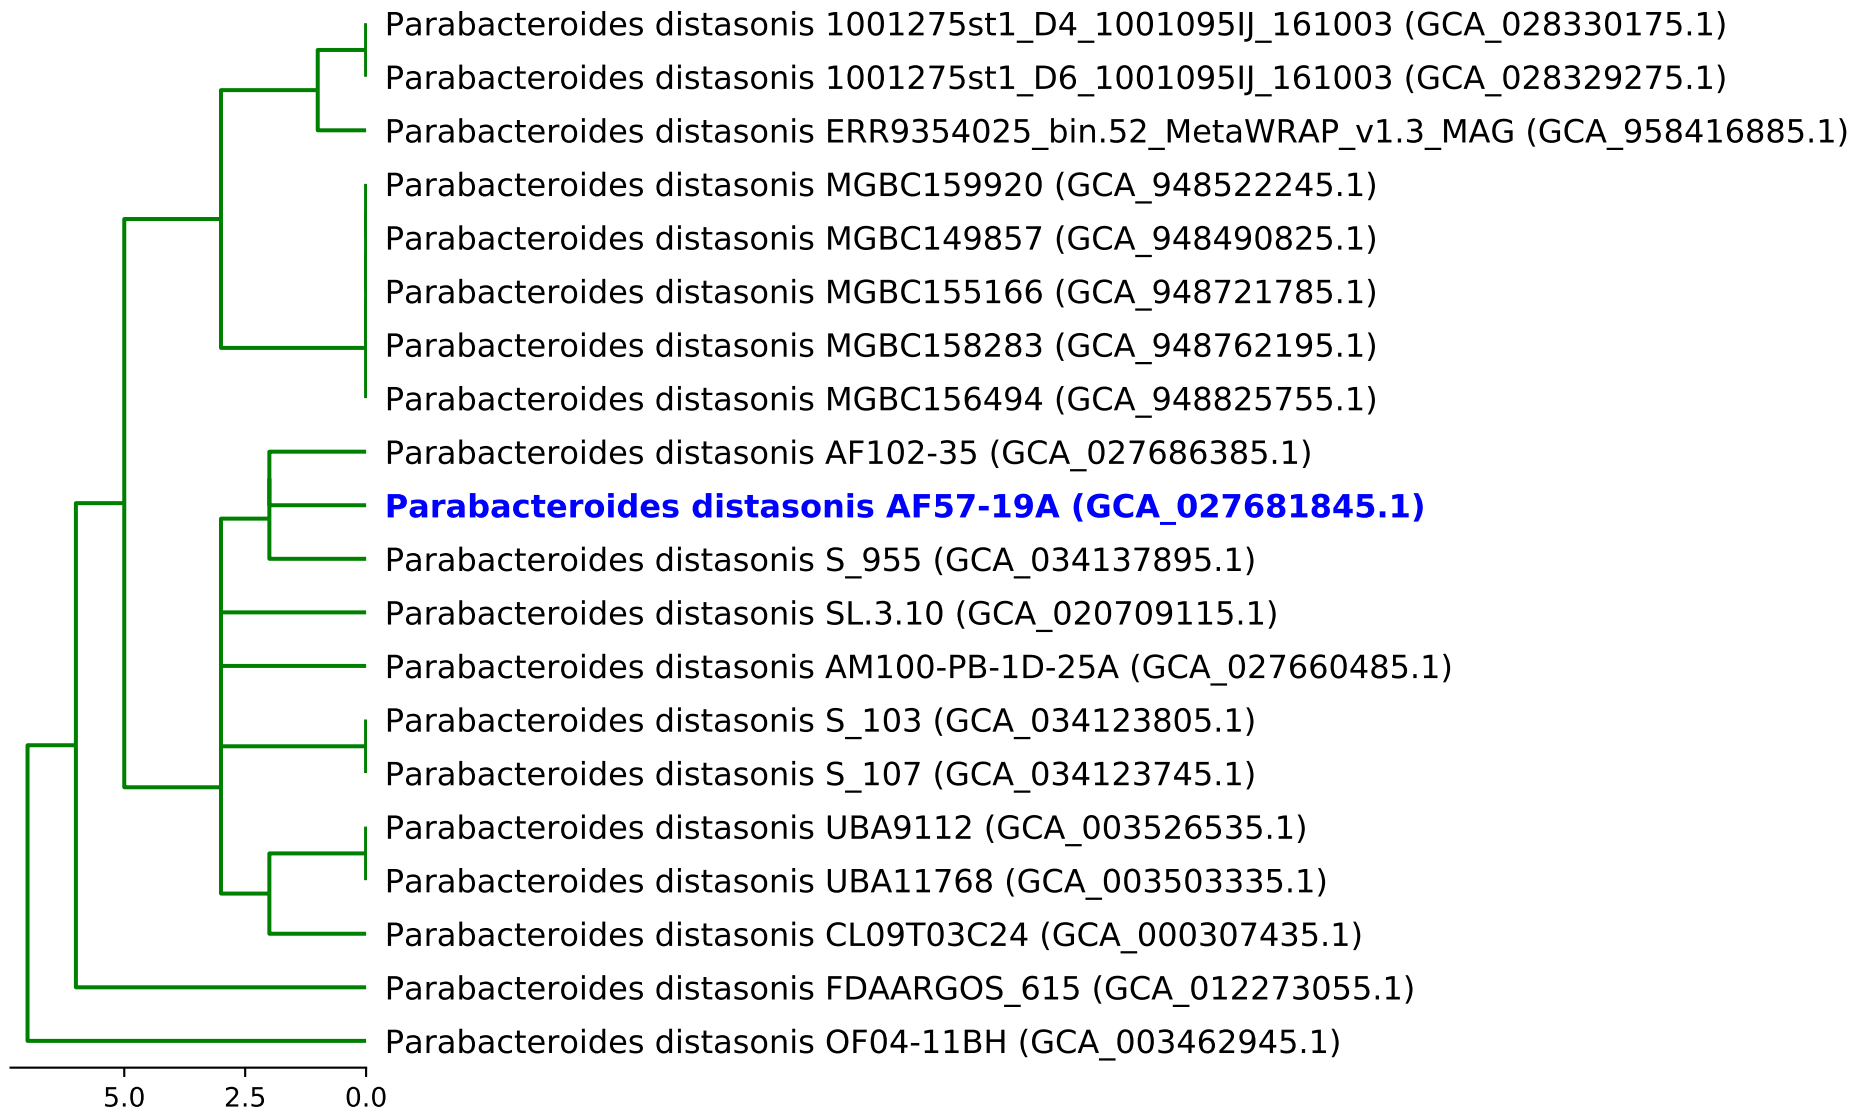 Parabacteroides distasonis 1001275st1_D4_1001095IJ_161003 (GCA_028330175.1)
Parabacteroides distasonis 1001275st1_D6_1001095IJ_161003 (GCA_028329275.1)
Parabacteroides distasonis ERR9354025_bin.52_MetaWRAP_v1.3_MAG (GCA_958416885.1)
Parabacteroides distasonis MGBC159920 (GCA_948522245.1)
Parabacteroides distasonis MGBC149857 (GCA_948490825.1)
Parabacteroides distasonis MGBC155166 (GCA_948721785.1)
Parabacteroides distasonis MGBC158283 (GCA_948762195.1)
Parabacteroides distasonis MGBC156494 (GCA_948825755.1)
Parabacteroides distasonis AF102-35 (GCA_027686385.1)
Parabacteroides distasonis AF57-19A (GCA_027681845.1)
Parabacteroides distasonis S_955 (GCA_034137895.1)
Parabacteroides distasonis SL.3.10 (GCA_020709115.1)
Parabacteroides distasonis AM100-PB-1D-25A (GCA_027660485.1)
Parabacteroides distasonis S_103 (GCA_034123805.1)
Parabacteroides distasonis S_107 (GCA_034123745.1)
Parabacteroides distasonis UBA9112 (GCA_003526535.1)
Parabacteroides distasonis UBA11768 (GCA_003503335.1)
Parabacteroides distasonis CL09T03C24 (GCA_000307435.1)
Parabacteroides distasonis FDAARGOS_615 (GCA_012273055.1)
Parabacteroides distasonis OF04-11BH (GCA_003462945.1)
5.0 2.5 0.0